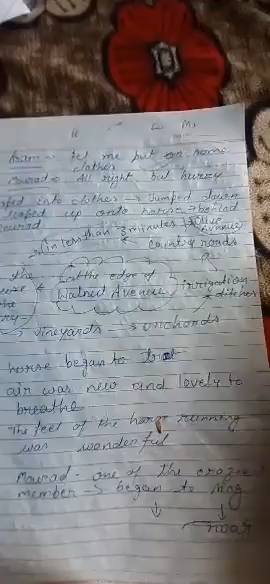 Aram → let me put on some
clothes
Mourad → All right, but hurry
into clothes → Jumped down
leaped up onto horse behind
Mourad
→ in less than 3 minutes
country roads
the ← at the edge of
Walnut Avenue irrigation
ditches
→ vineyards → orchards
horse began to trot
air was new and lovely to
breathe
The feel of the horse running
was wonderful
Mourad - one of the
member → began to sing
↓ ↓
roar